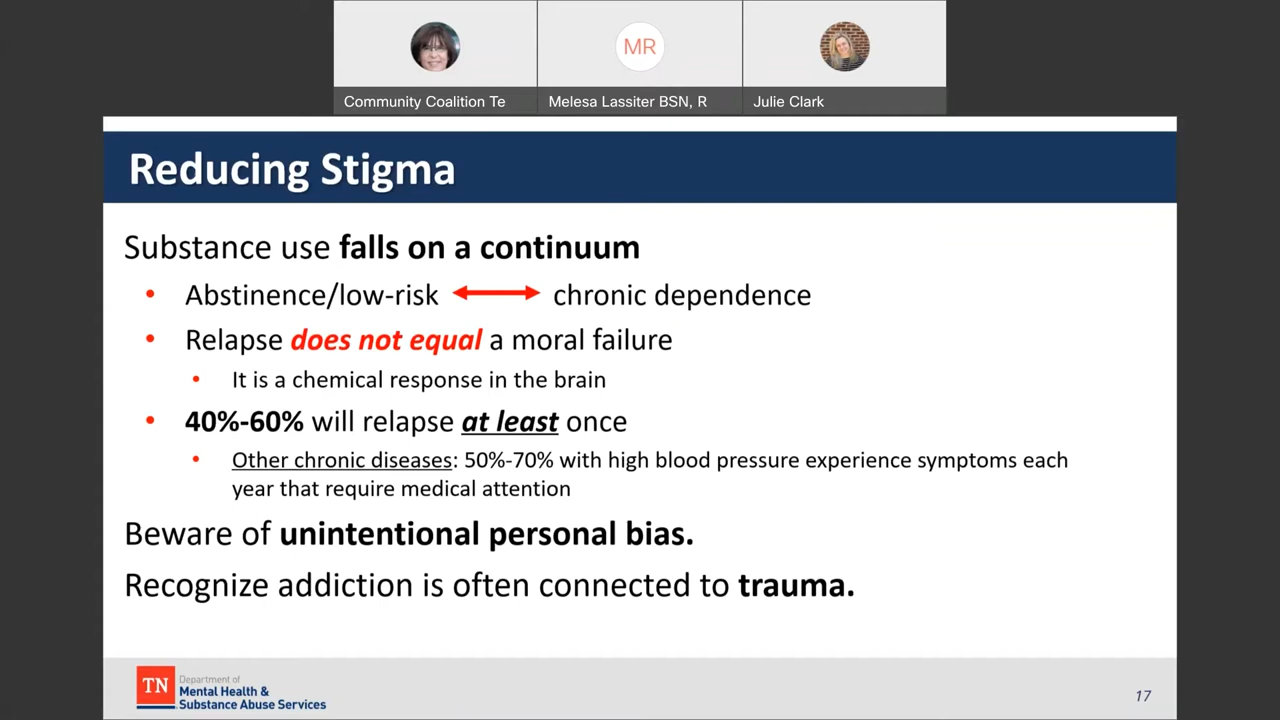 MR
Community Coalition Te
Melesa Lassiter BSN, R
Julie Clark
Reducing Stigma
Substance use falls on a continuum
• Abstinence/low-risk ⟷ chronic dependence
• Relapse does not equal a moral failure
• It is a chemical response in the brain
• 40%-60% will relapse at least once
• Other chronic diseases: 50%-70% with high blood pressure experience symptoms each
year that require medical attention
Beware of unintentional personal bias.
Recognize addiction is often connected to trauma.
TN
Department of
Mental Health &
Substance Abuse Services
17